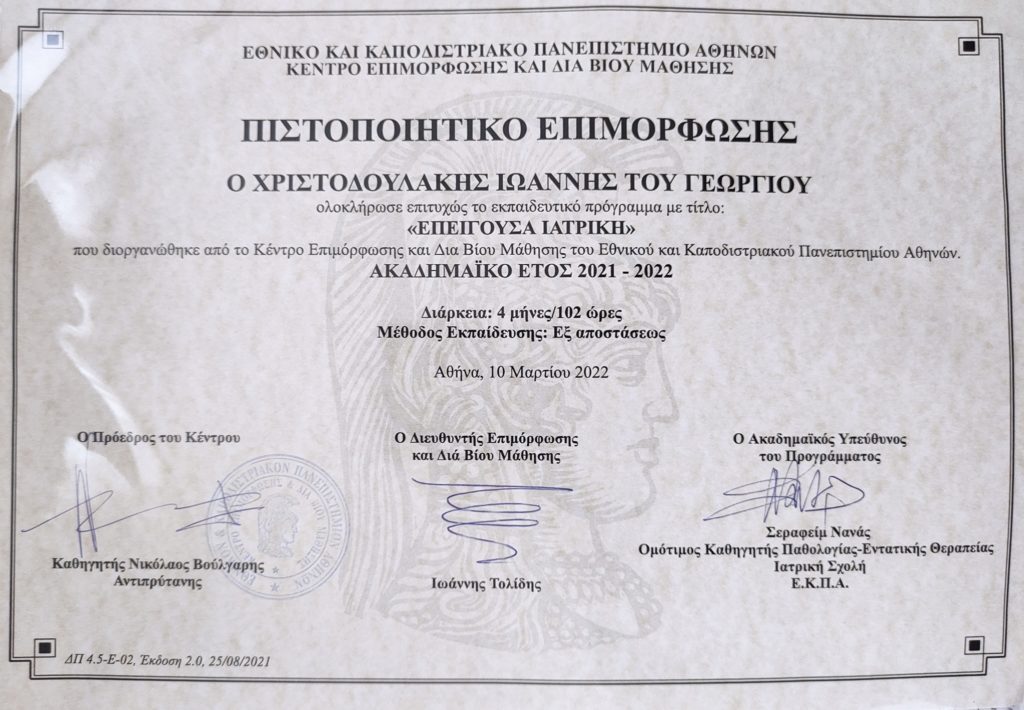 ΕΘΝΙΚΟ ΚΑΙ ΚΑΠΟΔΙΣΤΡΙΑΚΟ ΠΑΝΕΠΙΣΤΗΜΙΟ ΑΘΗΝΩΝ
ΚΕΝΤΡΟ ΕΠΙΜΟΡΦΩΣΗΣ ΚΑΙ ΔΙΑ ΒΙΟΥ ΜΑΘΗΣΗΣ
ΠΙΣΤΟΠΟΙΗΤΙΚΟ ΕΠΙΜΟΡΦΩΣΗΣ
Ο ΧΡΙΣΤΟΔΟΥΛΑΚΗΣ ΙΩΑΝΝΗΣ ΤΟΥ ΓΕΩΡΓΙΟΥ
ολοκλήρωσε επιτυχώς το εκπαιδευτικό πρόγραμμα με τίτλο:
«ΕΠΕΙΓΟΥΣΑ ΙΑΤΡΙΚΗ»
που διοργανώθηκε από το Κέντρο Επιμόρφωσης και Δια Βίου Μάθησης του Εθνικού και Καποδιστριακού Πανεπιστημίου Αθηνών.
ΑΚΑΔΗΜΑΪΚΟ ΕΤΟΣ 2021 - 2022
Διάρκεια: 4 μήνες/102 ώρες
Μέθοδος Εκπαίδευσης: Εξ αποστάσεως
Αθήνα, 10 Μαρτίου 2022
Ο Πρόεδρος του Κέντρου
Καθηγητής Νικόλαος Βούλγαρης
Αντιπρύτανης
Ο Διευθυντής Επιμόρφωσης
και Διά Βίου Μάθησης
Ιωάννης Τολίδης
Ο Ακαδημαϊκός Υπεύθυνος
του Προγράμματος
Σεραφείμ Νανάς
Ομότιμος Καθηγητής Παθολογίας-Εντατικής Θεραπείας
Ιατρική Σχολή
Ε.Κ.Π.Α.
ΔΠ 4.5-Ε-02, Έκδοση 2.0, 25/08/2021